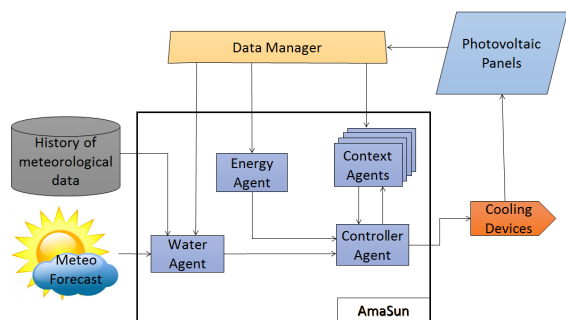 Data Manager
Photovoltaic
Panels
History of
meteorological
data
Energy
Agent
Context
Agents
Cooling
Devices
Meteo
Forecast
Water
Agent
Controller
Agent
AmaSun